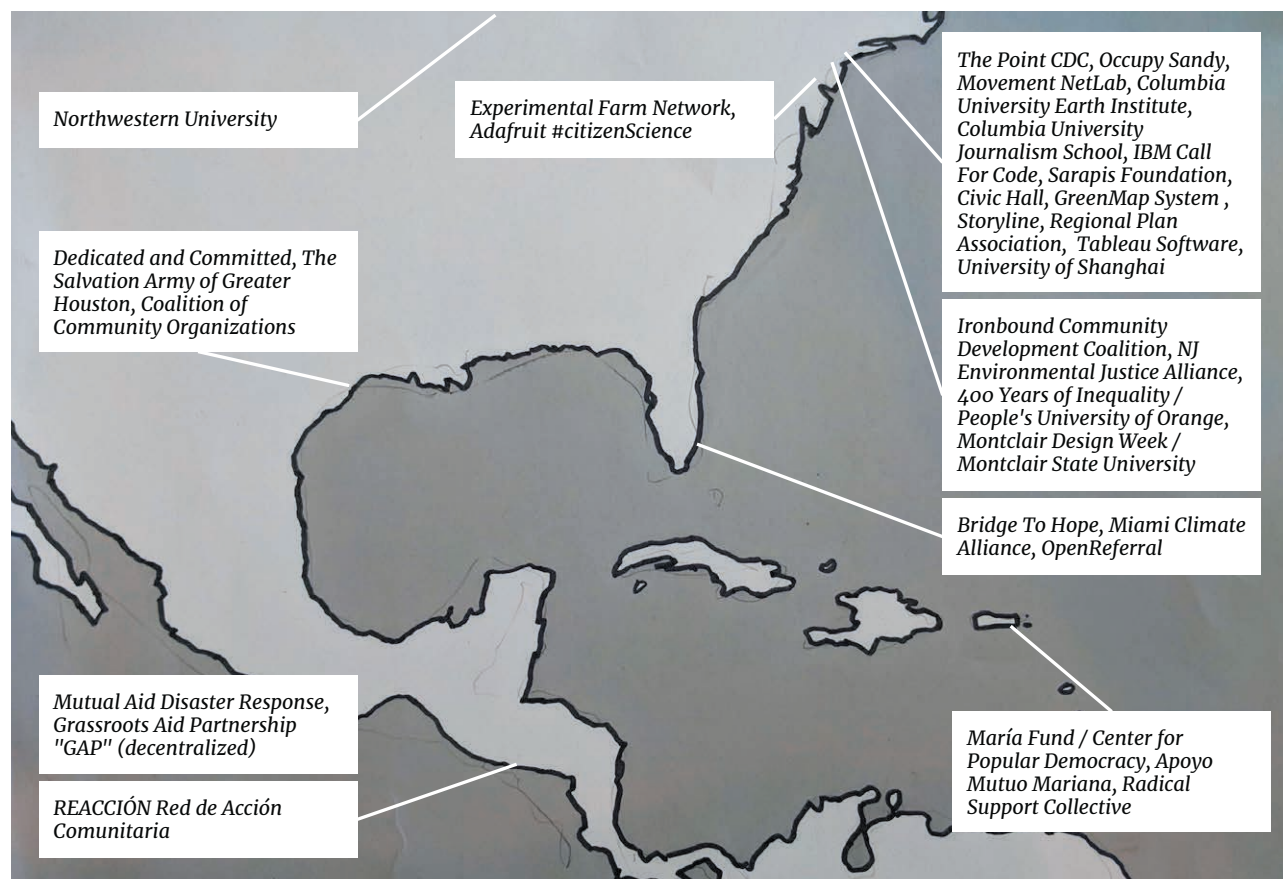 Northwestern University
Experimental Farm Network,
Adafruit #citizenScience
The Point CDC, Occupy Sandy,
Movement NetLab, Columbia
University Earth Institute,
Columbia University
Journalism School, IBM Call
For Code, Sarapis Foundation,
Civic Hall, GreenMap System ,
Storyline, Regional Plan
Association,  Tableau Software,
University of Shanghai
Dedicated and Committed, The
Salvation Army of Greater
Houston, Coalition of
Community Organizations
Ironbound Community
Development Coalition, NJ
Environmental Justice Alliance,
400 Years of Inequality /
People's University of Orange,
Montclair Design Week /
Montclair State University
Bridge To Hope, Miami Climate
Alliance, OpenReferral
Mutual Aid Disaster Response,
Grassroots Aid Partnership
"GAP" (decentralized)
María Fund / Center for
Popular Democracy, Apoyo
Mutuo Mariana, Radical
Support Collective
REACCIÓN Red de Acción
Comunitaria